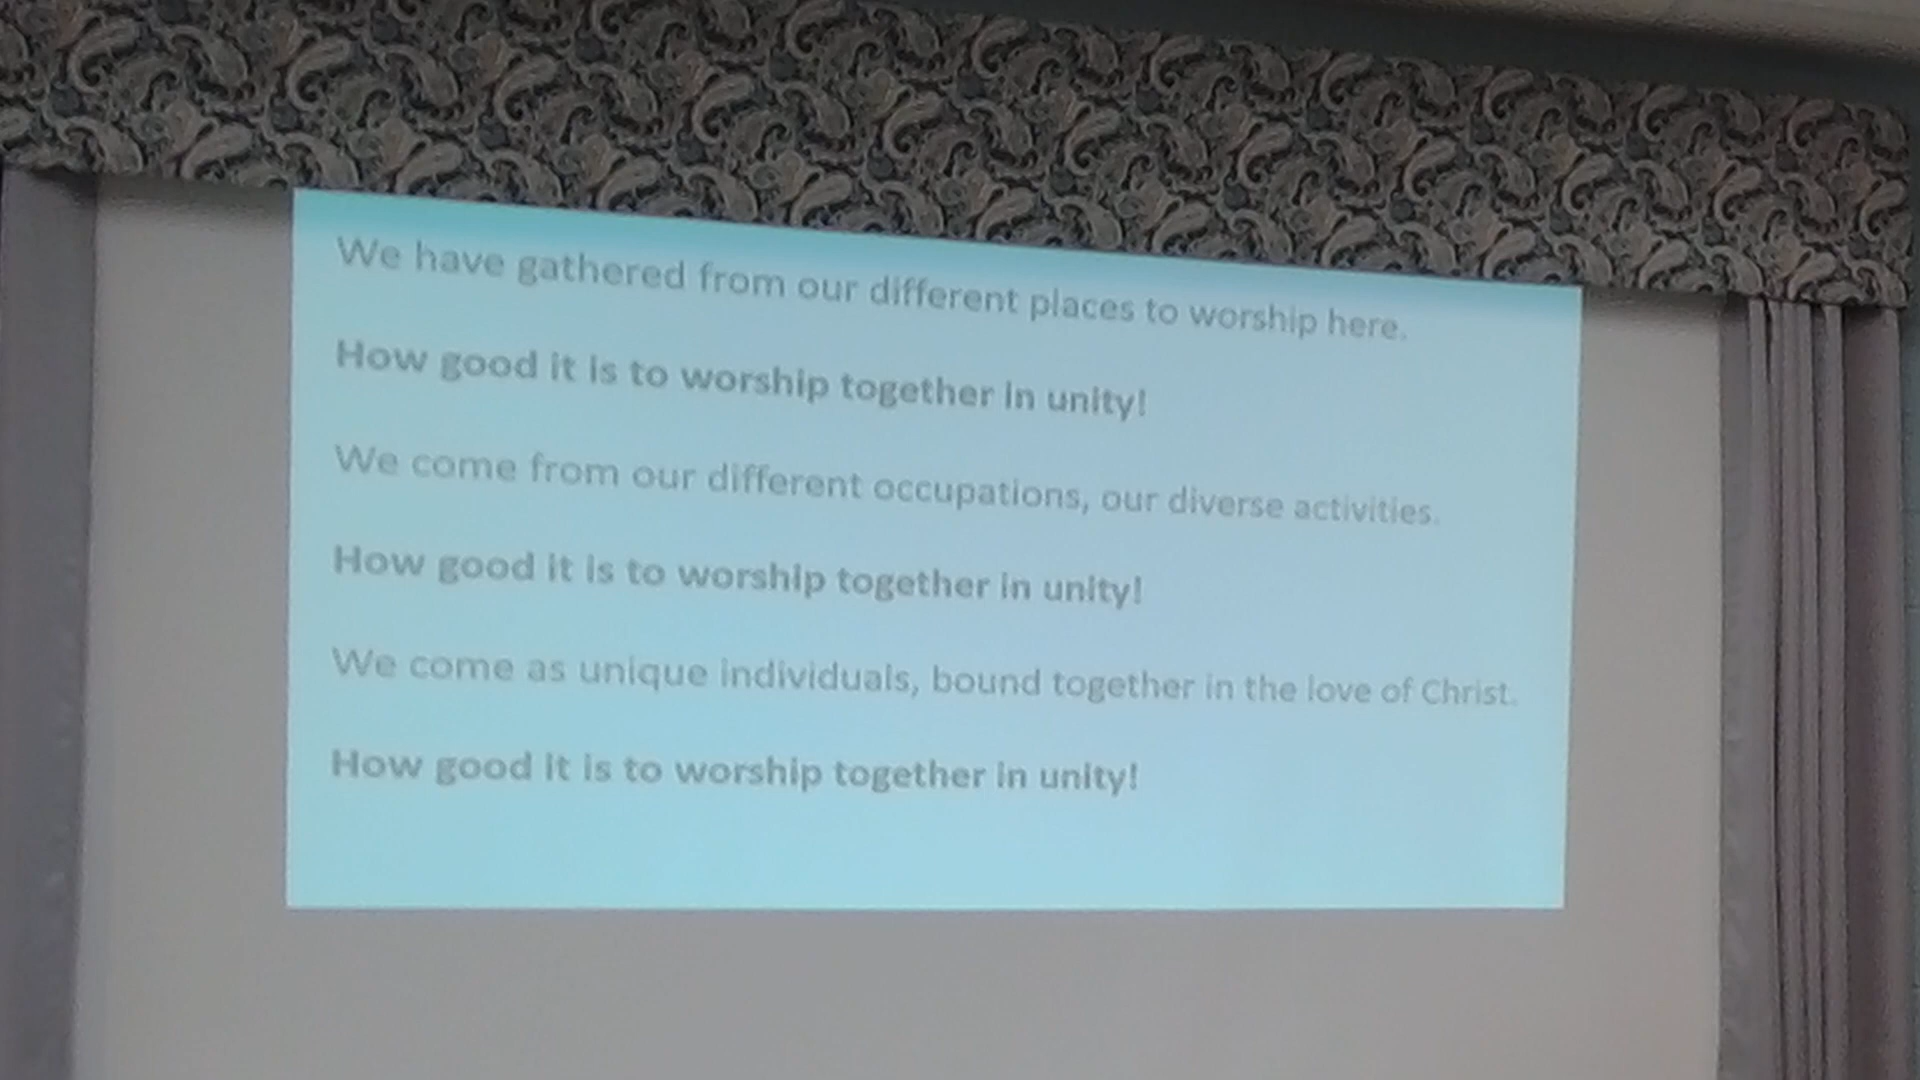 We have gathered from our different places to worship here.
How good it is to worship together in unity!
We come from our different occupations, our diverse activities.
How good it is to worship together in unity!
We come as unique individuals, bound together in the love of Christ.
How good it is to worship together in unity!